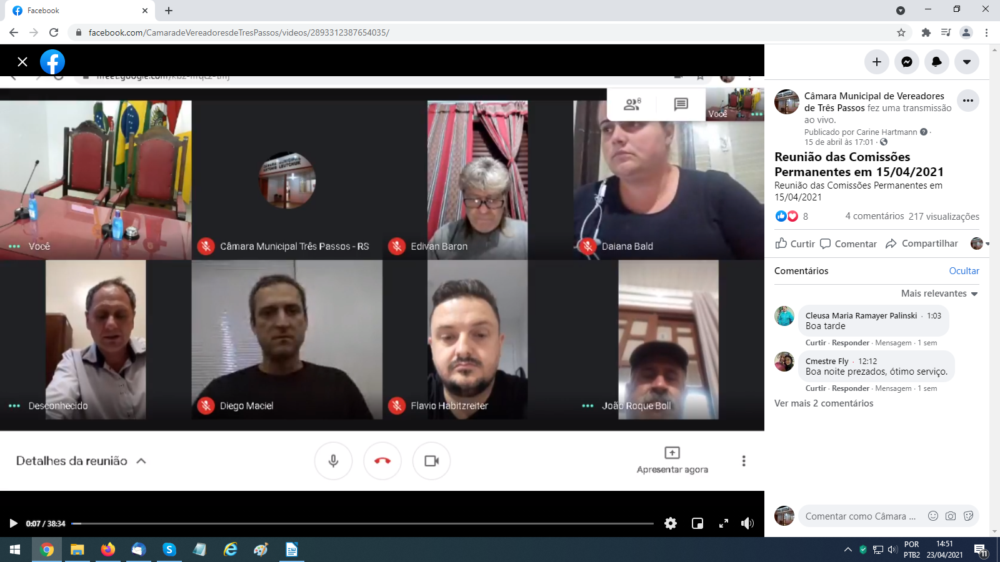 Facebook
facebook.com/CamaradeVereadoresdeTresPassos/videos/2893312387654035/
6
Você
Você
CÂMARA MUNICIPAL
Câmara Municipal Três Passos - RS
Edivan Baron
Daiana Bald
Desconhecido
Diego Maciel
Flavio Habitzreiter
João Roque Boll
Detalhes da reunião
Apresentar agora
0:07 / 38:34
Câmara Municipal de Vereadores
de Três Passos fez uma transmissão
ao vivo.
Publicado por Carine Hartmann ·
15 de abril às 17:01 ·
Reunião das Comissões
Permanentes em 15/04/2021
Reunião das Comissões Permanentes em
15/04/2021
8
4 comentários 217 visualizações
Curtir Comentar Compartilhar
Comentários Ocultar
Mais relevantes
Cleusa Maria Ramayer Palinski · 1:03
Boa tarde
Curtir · Responder · Mensagem · 1 sem
Cmestre Fly · 12:12
Boa noite prezados, ótimo serviço.
Curtir · Responder · Mensagem · 1 sem
Ver mais 2 comentários
Comentar como Câmara ...
POR
PTB2
14:51
23/04/2021
11